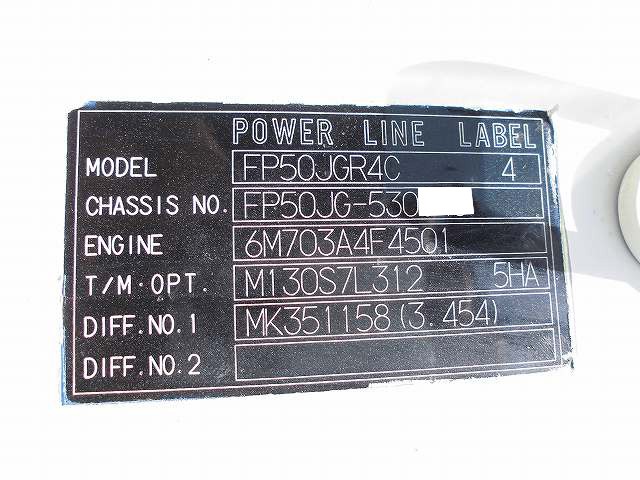 POWER LINE LABEL
MODEL FP50JGR4C 4
CHASSIS NO. FP50JG-530
ENGINE 6M703A4F4501
T/M·OPT. M130S7L312 5HA
DIFF.NO.1 MK351158(3.454)
DIFF.NO.2